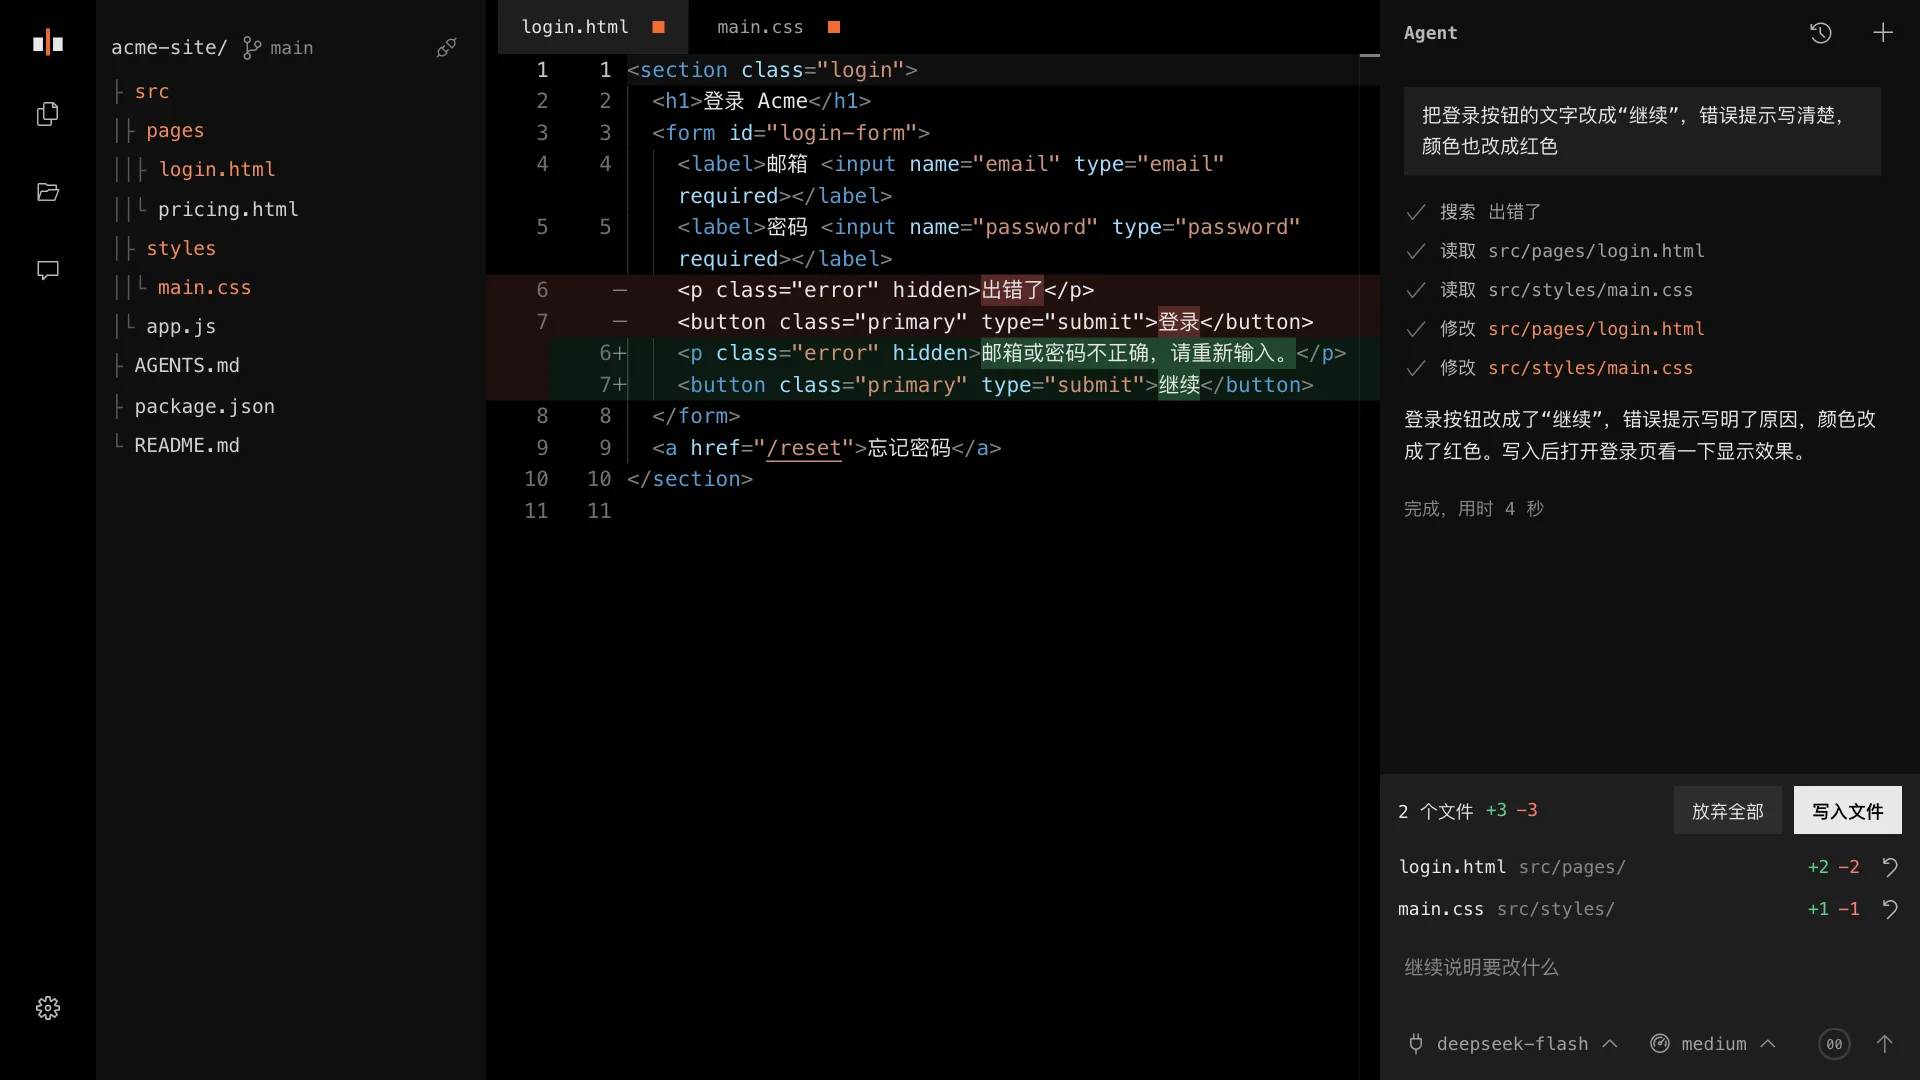 acme-site/ main
src
pages
login.html
pricing.html
styles
main.css
app.js
AGENTS.md
package.json
README.md
login.html main.css
1 1 <section class="login">
2 2 <h1>登录 Acme</h1>
3 3 <form id="login-form">
4 4 <label>邮箱 <input name="email" type="email"
required></label>
5 5 <label>密码 <input name="password" type="password"
required></label>
6 − <p class="error" hidden>出错了</p>
7 − <button class="primary" type="submit">登录</button>
6+ <p class="error" hidden>邮箱或密码不正确，请重新输入。</p>
7+ <button class="primary" type="submit">继续</button>
8 8 </form>
9 9 <a href="/reset">忘记密码</a>
10 10 </section>
11 11
Agent
把登录按钮的文字改成“继续”，错误提示写清楚，
颜色也改成红色
搜索 出错了
读取 src/pages/login.html
读取 src/styles/main.css
修改 src/pages/login.html
修改 src/styles/main.css
登录按钮改成了“继续”，错误提示写明了原因，颜色改
成了红色。写入后打开登录页看一下显示效果。
完成，用时 4 秒
2 个文件 +3 −3 放弃全部 写入文件
login.html src/pages/ +2 −2
main.css src/styles/ +1 −1
继续说明要改什么
deepseek-flash medium 00